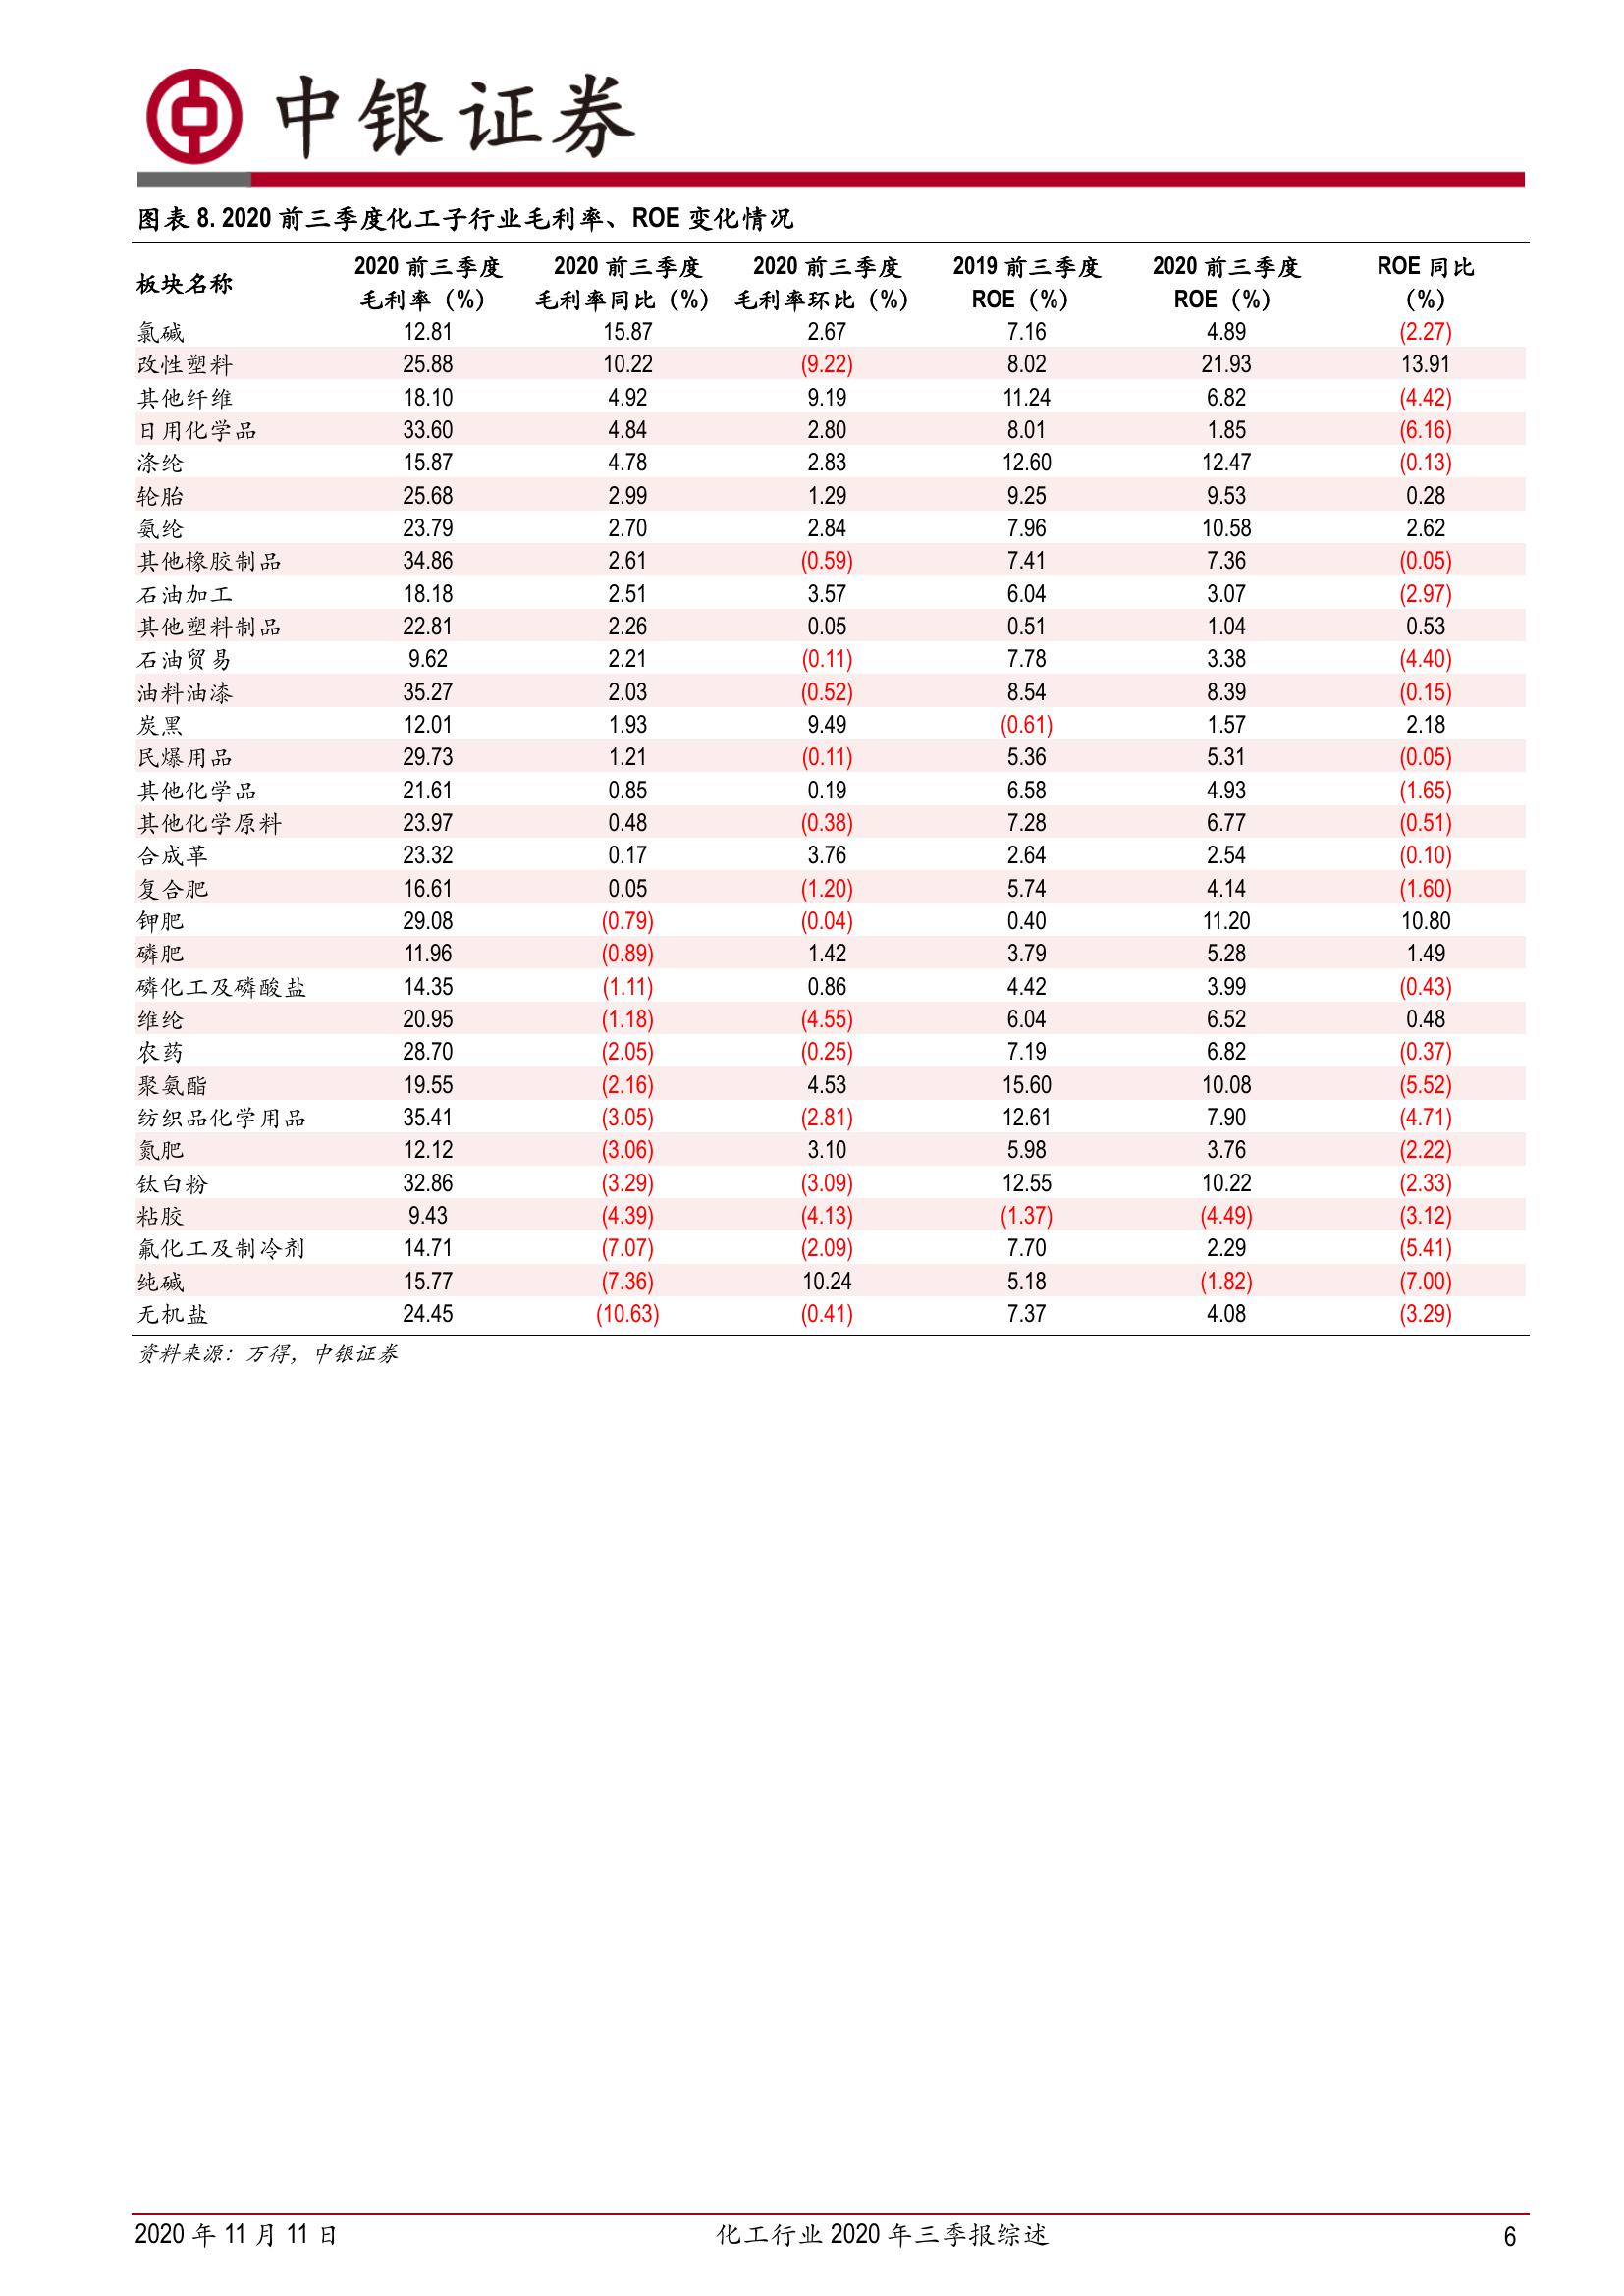 中银证券
图表 8. 2020 前三季度化工子行业毛利率、ROE 变化情况
板块名称 2020 前三季度毛利率（%） 2020 前三季度毛利率同比（%） 2020 前三季度毛利率环比（%） 2019 前三季度ROE（%） 2020 前三季度ROE（%） ROE 同比（%）
氯碱 12.81 15.87 2.67 7.16 4.89 (2.27)
改性塑料 25.88 10.22 (9.22) 8.02 21.93 13.91
其他纤维 18.10 4.92 9.19 11.24 6.82 (4.42)
日用化学品 33.60 4.84 2.80 8.01 1.85 (6.16)
涤纶 15.87 4.78 2.83 12.60 12.47 (0.13)
轮胎 25.68 2.99 1.29 9.25 9.53 0.28
氨纶 23.79 2.70 2.84 7.96 10.58 2.62
其他橡胶制品 34.86 2.61 (0.59) 7.41 7.36 (0.05)
石油加工 18.18 2.51 3.57 6.04 3.07 (2.97)
其他塑料制品 22.81 2.26 0.05 0.51 1.04 0.53
石油贸易 9.62 2.21 (0.11) 7.78 3.38 (4.40)
油料油漆 35.27 2.03 (0.52) 8.54 8.39 (0.15)
炭黑 12.01 1.93 9.49 (0.61) 1.57 2.18
民爆用品 29.73 1.21 (0.11) 5.36 5.31 (0.05)
其他化学品 21.61 0.85 0.19 6.58 4.93 (1.65)
其他化学原料 23.97 0.48 (0.38) 7.28 6.77 (0.51)
合成革 23.32 0.17 3.76 2.64 2.54 (0.10)
复合肥 16.61 0.05 (1.20) 5.74 4.14 (1.60)
钾肥 29.08 (0.79) (0.04) 0.40 11.20 10.80
磷肥 11.96 (0.89) 1.42 3.79 5.28 1.49
磷化工及磷酸盐 14.35 (1.11) 0.86 4.42 3.99 (0.43)
维纶 20.95 (1.18) (4.55) 6.04 6.52 0.48
农药 28.70 (2.05) (0.25) 7.19 6.82 (0.37)
聚氨酯 19.55 (2.16) 4.53 15.60 10.08 (5.52)
纺织品化学用品 35.41 (3.05) (2.81) 12.61 7.90 (4.71)
氮肥 12.12 (3.06) 3.10 5.98 3.76 (2.22)
钛白粉 32.86 (3.29) (3.09) 12.55 10.22 (2.33)
粘胶 9.43 (4.39) (4.13) (1.37) (4.49) (3.12)
氟化工及制冷剂 14.71 (7.07) (2.09) 7.70 2.29 (5.41)
纯碱 15.77 (7.36) 10.24 5.18 (1.82) (7.00)
无机盐 24.45 (10.63) (0.41) 7.37 4.08 (3.29)
资料来源：万得，中银证券
2020 年 11 月 11 日 化工行业 2020 年三季报综述 6